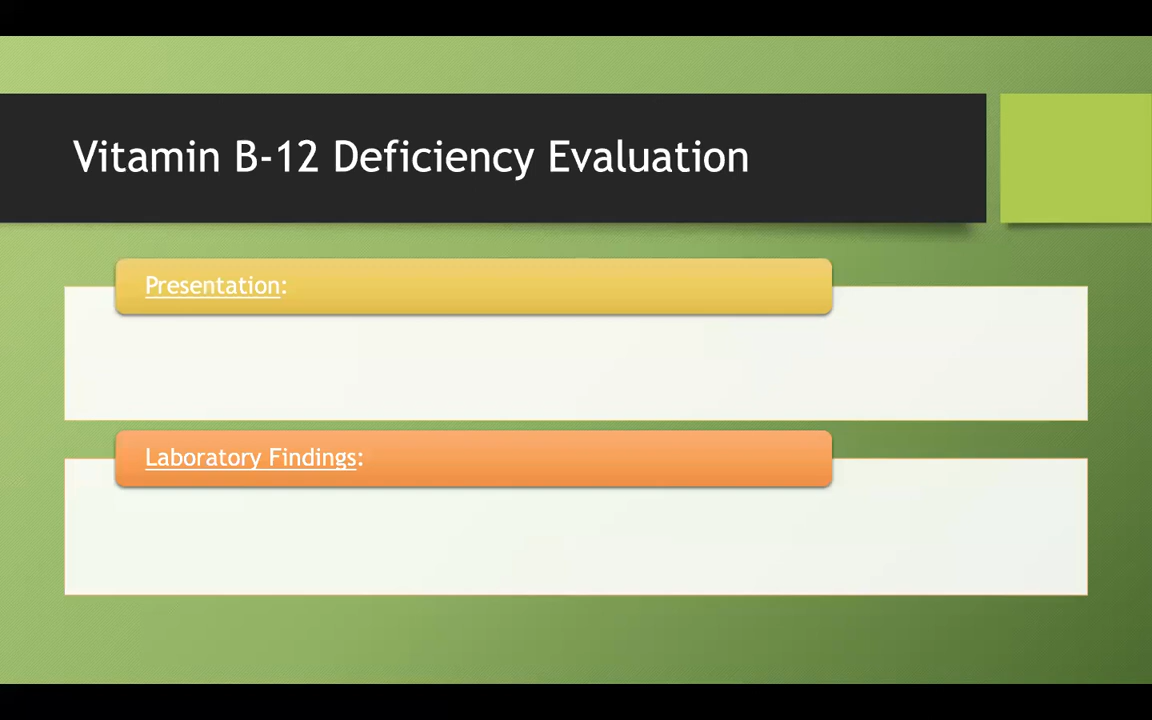 Vitamin B-12 Deficiency Evaluation
Presentation:
Laboratory Findings: